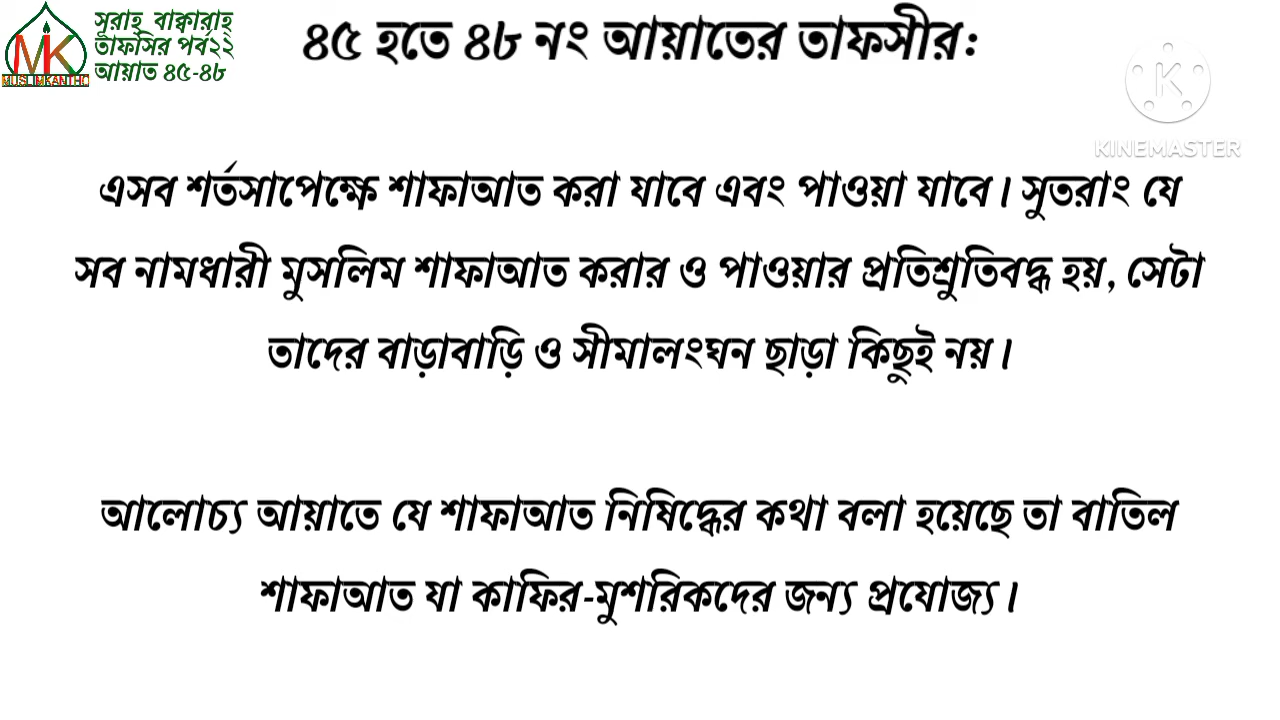 সূরাহ্ বাক্বারাহ্
তাফসির পর্ব২২
আয়াত ৪৫-৪৮
MK
MUSLIMKANTHO
৪৫ হতে ৪৮ নং আয়াতের তাফসীর:
K
KINEMASTER
এসব শর্তসাপেক্ষে শাফাআত করা যাবে এবং পাওয়া যাবে। সুতরাং যে
সব নামধারী মুসলিম শাফাআত করার ও পাওয়ার প্রতিশ্রুতিবদ্ধ হয়, সেটা
তাদের বাড়াবাড়ি ও সীমালংঘন ছাড়া কিছুই নয়।
আলোচ্য আয়াতে যে শাফাআত নিষিদ্ধের কথা বলা হয়েছে তা বাতিল
শাফাআত যা কাফির-মুশরিকদের জন্য প্রযোজ্য।